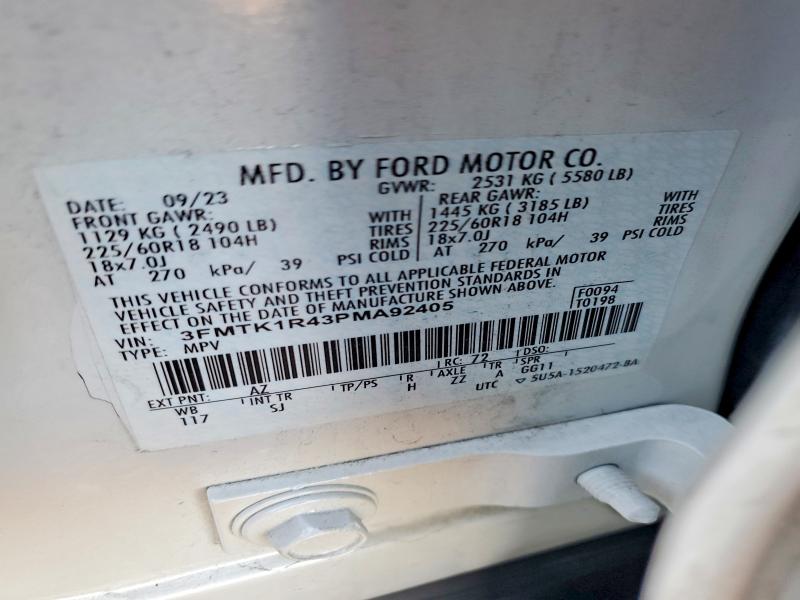 MFD. BY FORD MOTOR CO.
DATE: 09/23 GVWR: 2531 KG ( 5580 LB)
FRONT GAWR: REAR GAWR:
1129 KG ( 2490 LB) WITH 1445 KG ( 3185 LB) WITH
225/60R18 104H TIRES 225/60R18 104H TIRES
18x7.0J RIMS 18x7.0J RIMS
AT 270 kPa/ 39 PSI COLD AT 270 kPa/ 39 PSI COLD
THIS VEHICLE CONFORMS TO ALL APPLICABLE FEDERAL MOTOR
VEHICLE SAFETY AND THEFT PREVENTION STANDARDS IN
EFFECT ON THE DATE OF MANUFACTURE SHOWN ABOVE.
VIN: 3FMTK1R43PMA92405 F0094
TYPE: MPV T0198
EXT PNT: AZ RC: 72 DSO:
WB INT TR TP/PS R AXLE TR SPR
117 SJ H ZZ A GG11
UTC ▽ 5U5A-1520472-BA